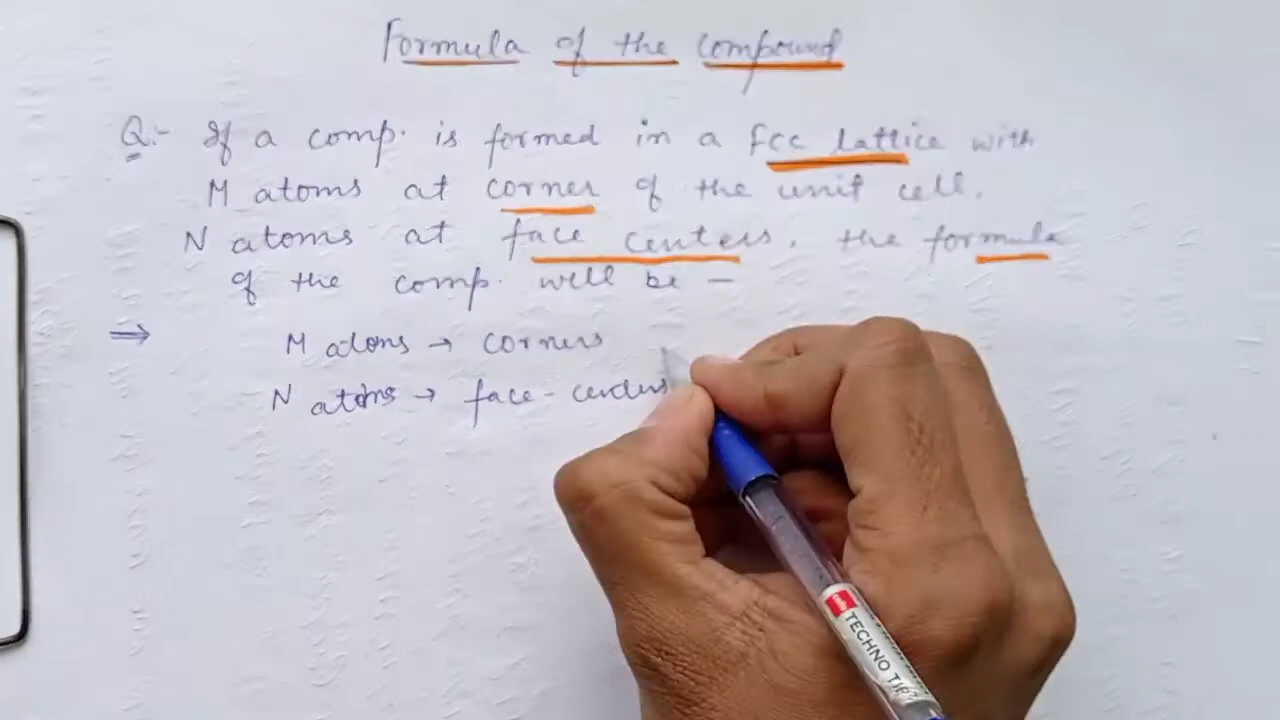 Formula of the compound
Q:- If a comp. is formed in a fcc lattice with
M atoms at corner of the unit cell.
N atoms at face centers. the formula
of the comp. will be —
⇒ M atoms → corners
N atoms → face-centers
cello TECHNO TIP